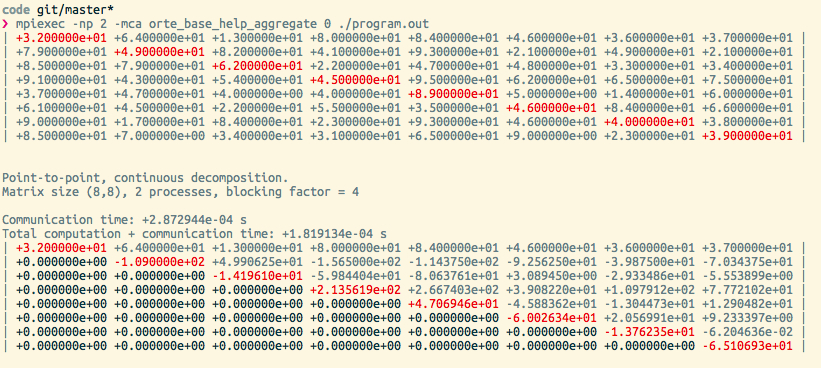 code git/master*
❯ mpiexec -np 2 -mca orte_base_help_aggregate 0 ./program.out
| +3.200000e+01 +6.400000e+01 +1.300000e+01 +8.000000e+01 +8.400000e+01 +4.600000e+01 +3.600000e+01 +3.700000e+01 |
| +7.900000e+01 +4.900000e+01 +8.200000e+01 +4.100000e+01 +9.300000e+01 +2.100000e+01 +4.900000e+01 +2.100000e+01 |
| +8.500000e+01 +7.900000e+01 +6.200000e+01 +2.200000e+01 +4.700000e+01 +4.800000e+01 +3.300000e+01 +3.400000e+01 |
| +9.100000e+01 +4.300000e+01 +5.400000e+01 +4.500000e+01 +9.500000e+01 +6.200000e+01 +6.500000e+01 +7.500000e+01 |
| +3.700000e+01 +4.700000e+01 +4.000000e+00 +4.000000e+01 +8.900000e+01 +5.000000e+00 +1.400000e+01 +6.000000e+01 |
| +6.100000e+01 +4.500000e+01 +2.200000e+01 +5.500000e+01 +3.500000e+01 +4.600000e+01 +8.400000e+01 +6.600000e+01 |
| +9.000000e+01 +1.700000e+01 +8.400000e+01 +2.300000e+01 +9.300000e+01 +4.600000e+01 +4.000000e+01 +3.800000e+01 |
| +8.500000e+01 +7.000000e+00 +3.400000e+01 +3.100000e+01 +6.500000e+01 +9.000000e+00 +2.300000e+01 +3.900000e+01 |
Point-to-point, continuous decomposition.
Matrix size (8,8), 2 processes, blocking factor = 4
Communication time: +2.872944e-04 s
Total computation + communication time: +1.819134e-04 s
| +3.200000e+01 +6.400000e+01 +1.300000e+01 +8.000000e+01 +8.400000e+01 +4.600000e+01 +3.600000e+01 +3.700000e+01 |
| +0.000000e+00 -1.090000e+02 +4.990625e+01 -1.565000e+02 -1.143750e+02 -9.256250e+01 -3.987500e+01 -7.034375e+01 |
| +0.000000e+00 +0.000000e+00 -1.419610e+01 -5.984404e+01 -8.063761e+01 +3.089450e+00 -2.933486e+01 -5.553899e+00 |
| +0.000000e+00 +0.000000e+00 +0.000000e+00 +2.135619e+02 +2.667403e+02 +3.908220e+01 +1.097912e+02 +7.772102e+01 |
| +0.000000e+00 +0.000000e+00 +0.000000e+00 +0.000000e+00 +4.706946e+01 -4.588362e+01 -1.304473e+01 +1.290482e+01 |
| +0.000000e+00 +0.000000e+00 +0.000000e+00 +0.000000e+00 +0.000000e+00 -6.002634e+01 +2.056991e+01 +9.233397e+00 |
| +0.000000e+00 +0.000000e+00 +0.000000e+00 +0.000000e+00 +0.000000e+00 +0.000000e+00 -1.376235e+01 -6.204636e-02 |
| +0.000000e+00 +0.000000e+00 +0.000000e+00 +0.000000e+00 +0.000000e+00 +0.000000e+00 +0.000000e+00 -6.510693e+01 |